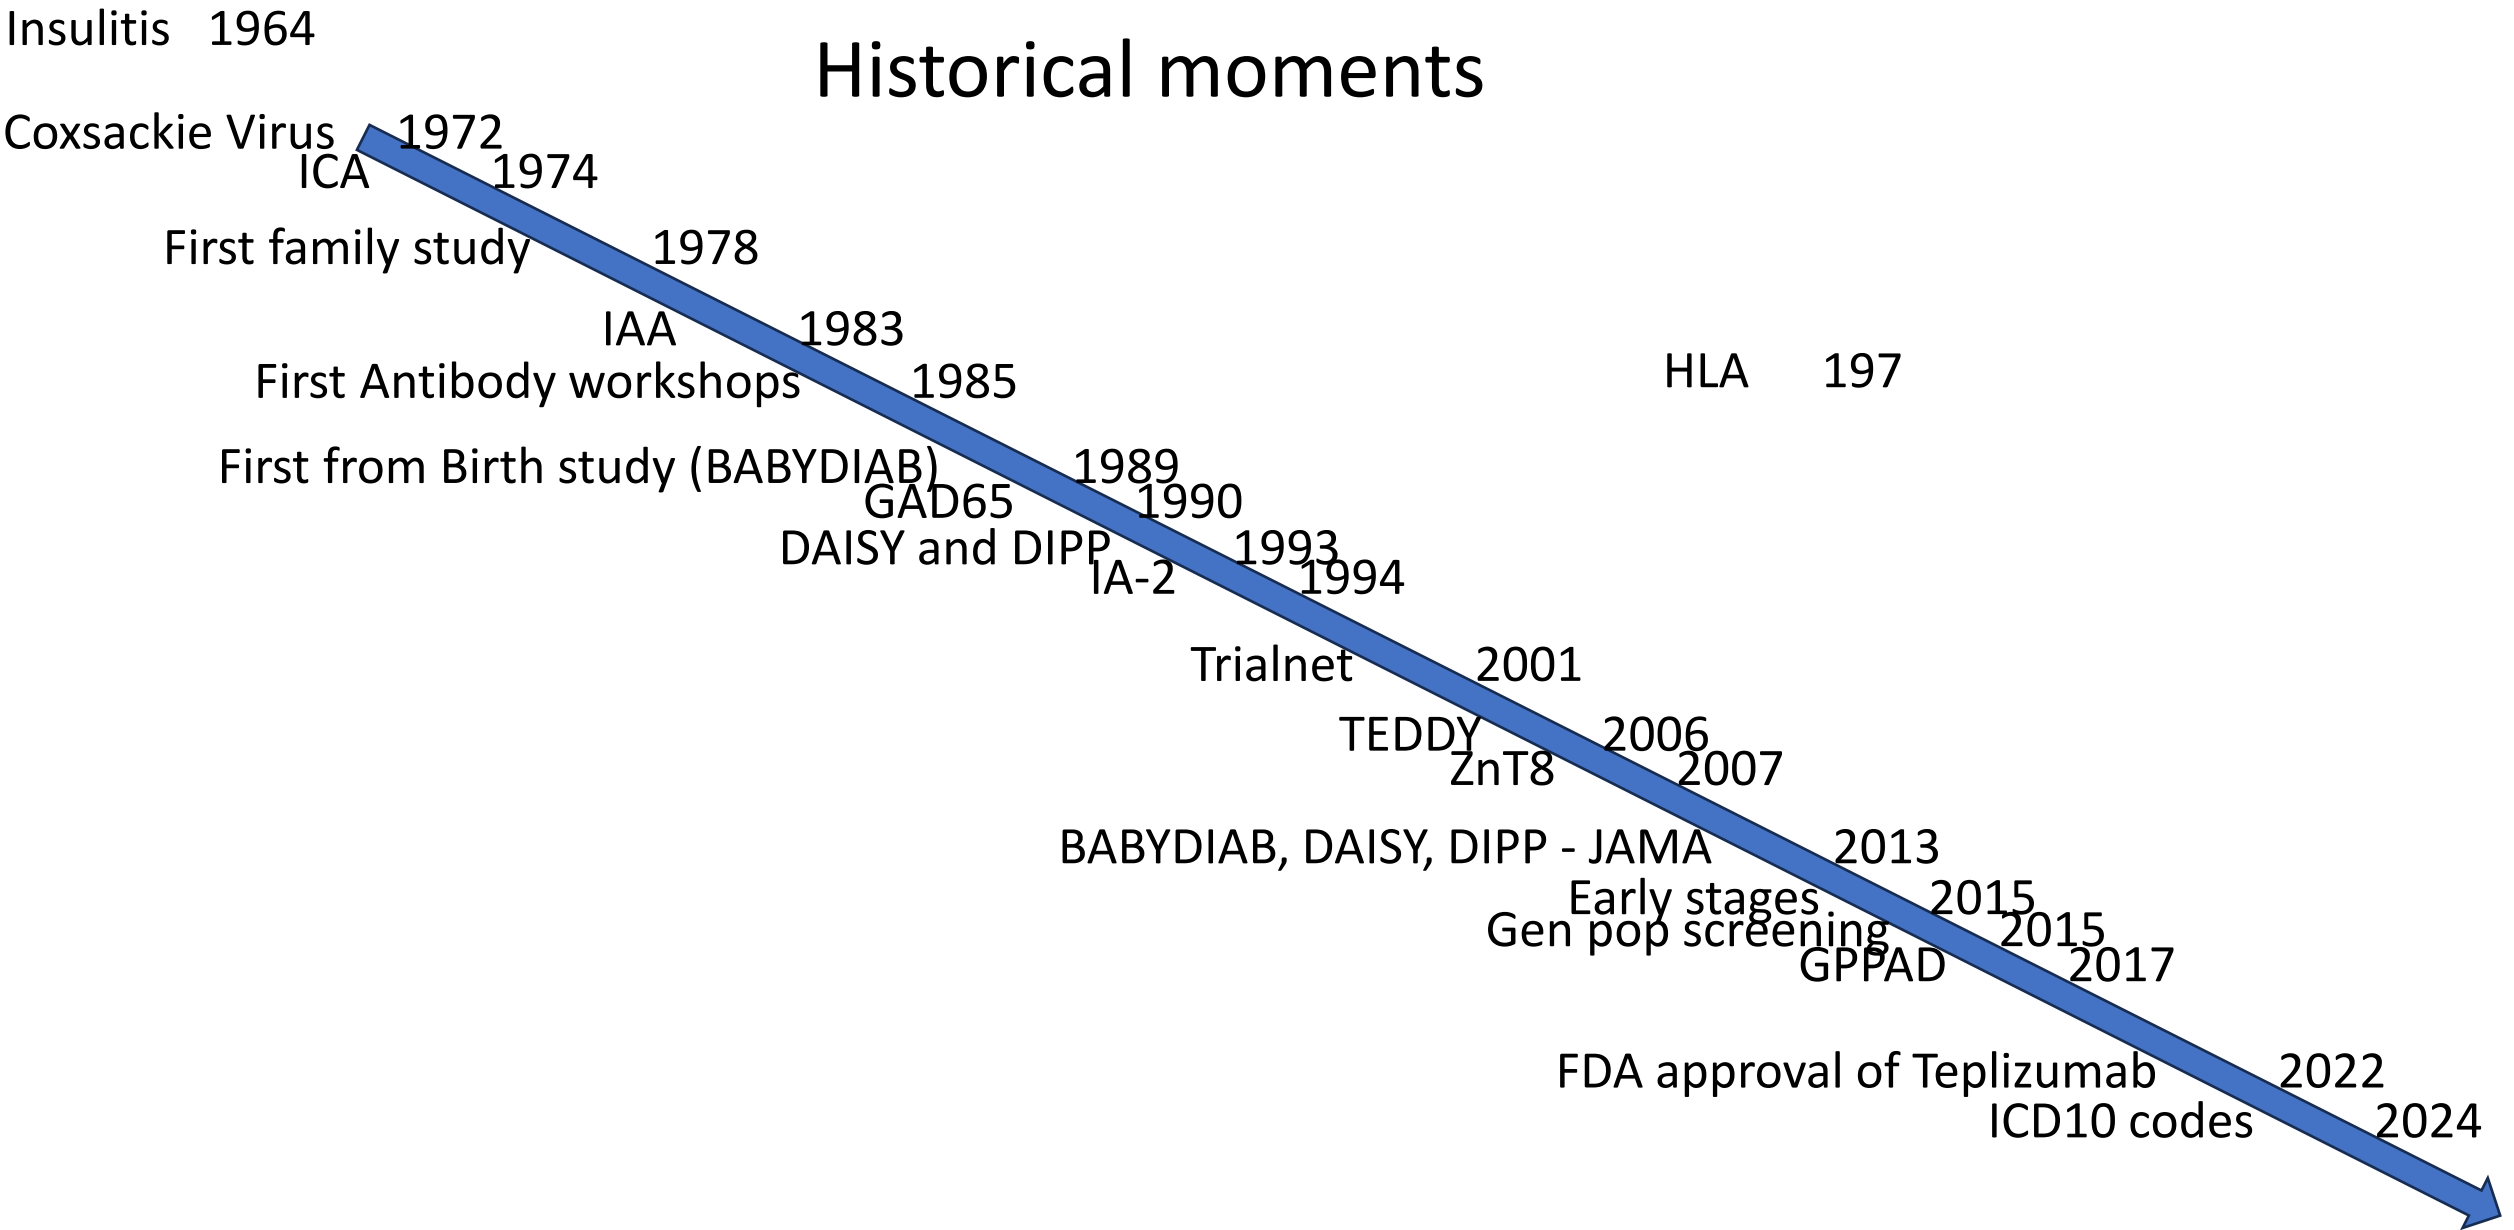 Historical moments
Insulitis 1964
Coxsackie Virus 1972
ICA 1974
First family study 1978
IAA 1983
HLA 197
First Antibody workshops 1985
First from Birth study (BABYDIAB) 1989
GAD65 1990
DAISY and DIPP 1993
IA-2 1994
Trialnet 2001
TEDDY 2006
ZnT8 2007
BABYDIAB, DAISY, DIPP - JAMA 2013
Early stages 2015
Gen pop screening 2015
GPPAD 2017
FDA approval of Teplizumab 2022
ICD10 codes 2024